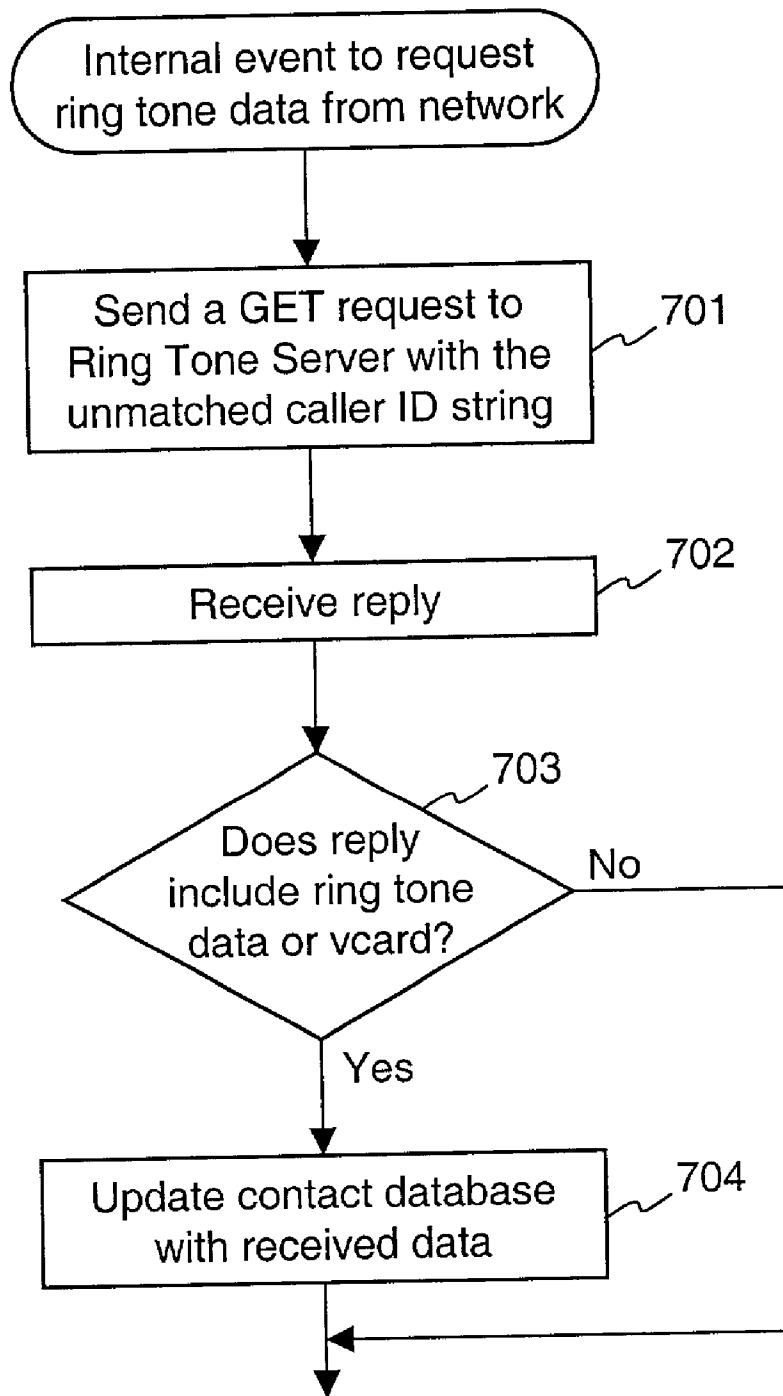 Internal event to request
ring tone data from network
Send a GET request to
Ring Tone Server with the
unmatched caller ID string
701
Receive reply
702
703
Does reply
include ring tone
data or vcard?
No
Yes
Update contact database
with received data
704